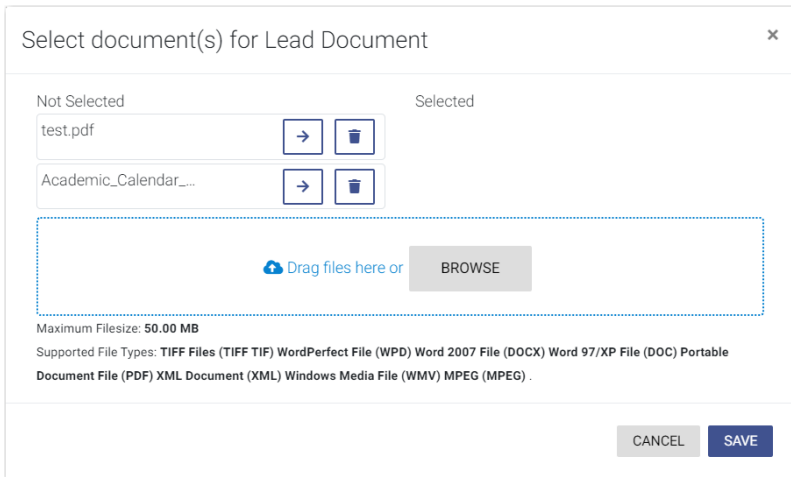 Select document(s) for Lead Document
×
Not Selected
Selected
test.pdf
Academic_Calendar_...
Drag files here or BROWSE
Maximum Filesize: 50.00 MB
Supported File Types: TIFF Files (TIFF TIF) WordPerfect File (WPD) Word 2007 File (DOCX) Word 97/XP File (DOC) Portable
Document File (PDF) XML Document (XML) Windows Media File (WMV) MPEG (MPEG) .
CANCEL
SAVE